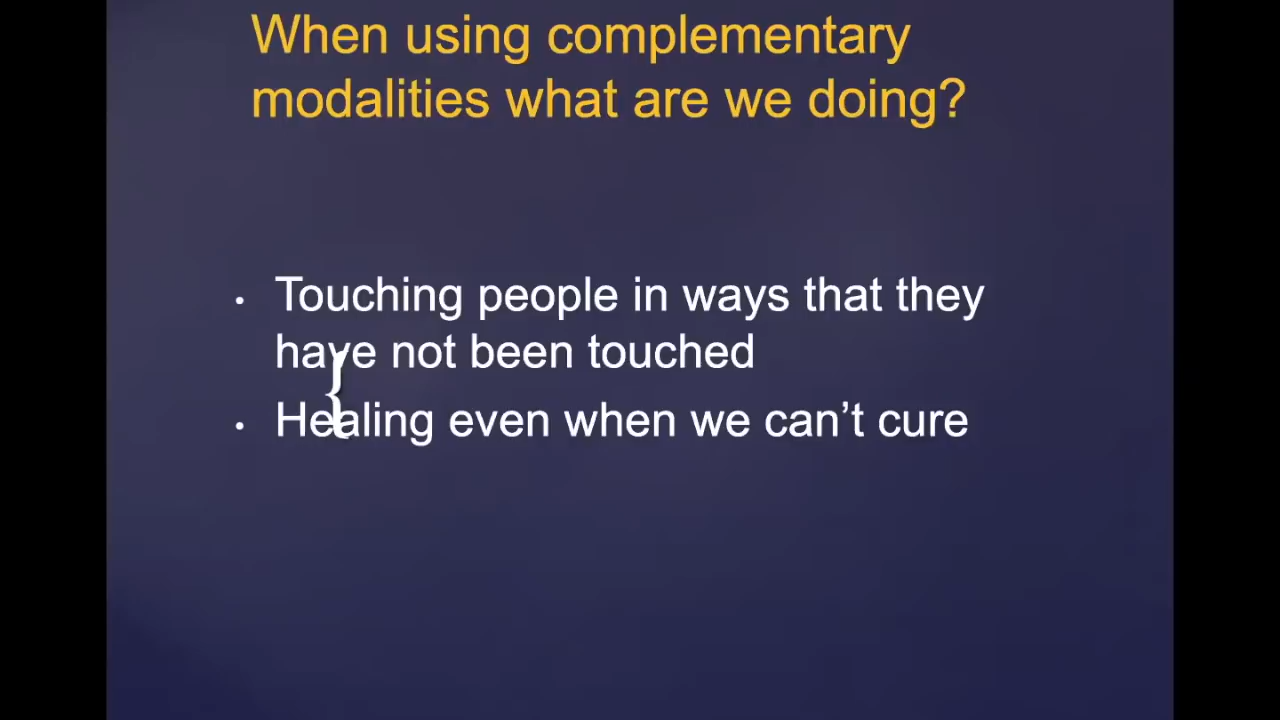 When using complementary
modalities what are we doing?
• Touching people in ways that they
have not been touched
{
• Healing even when we can’t cure